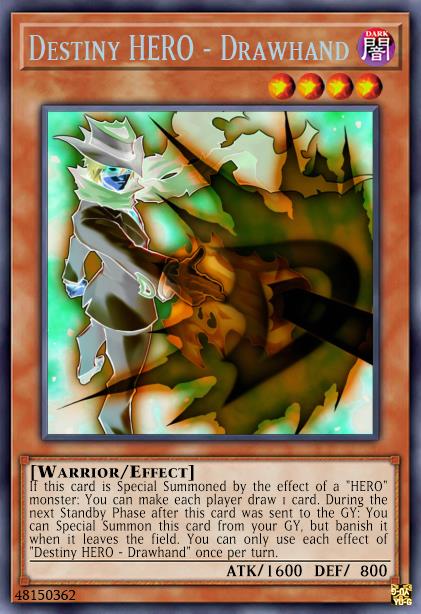 Destiny HERO - Drawhand
DARK
闇
[Warrior/Effect]
If this card is Special Summoned by the effect of a "HERO"
monster: You can make each player draw 1 card. During the
next Standby Phase after this card was sent to the GY: You
can Special Summon this card from your GY, but banish it
when it leaves the field. You can only use each effect of
"Destiny HERO - Drawhand" once per turn.
ATK/1600 DEF/ 800
48150362